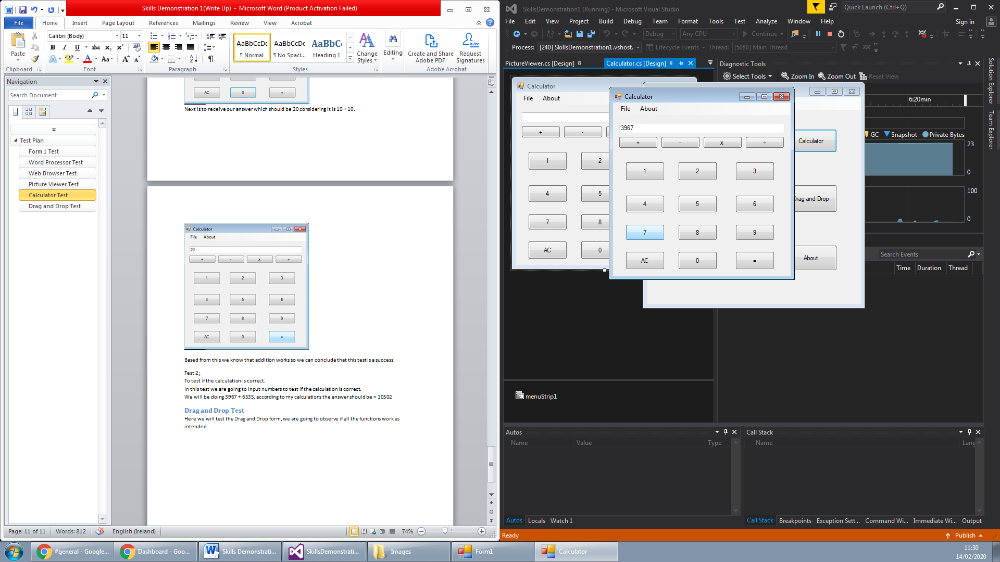 Skills Demonstration 1(Write Up) - Microsoft Word (Product Activation Failed)
File Home Insert Page Layout References Mailings Review View Acrobat
Calibri (Body) 11
Paste
B I U abc x₂ x²
AaBbCcDc AaBbCcDc AaBbCc
¶ Normal ¶ No Spaci... Heading 1
Change Styles
Editing
Create and Share Adobe PDF
Request Signatures
Clipboard Font Paragraph Styles Adobe Acrobat
Navigation
Search Document
Test Plan
Form 1 Test
Word Processor Test
Web Browser Test
Picture Viewer Test
Calculator Test
Drag and Drop Test
AC 0 =
Next is to receive our answer which should be 20 considering it is 10 + 10.
Calculator
File About
20
+ - x ÷
1 2 3
4 5 6
7 8 9
AC 0 =
Based from this we know that addition works so we can conclude that this test is a success.
Test 2;
To test if the calculation is correct.
In this test we are going to input numbers to test if the calculation is correct.
We will be doing 3967 + 6535, according to my calculations the answer should be = 10502
Drag and Drop Test
Here we will test the Drag and Drop form, we are going to observe if all the functions work as
intended.
Page: 11 of 11 Words: 812 English (Ireland) 74%
SkillsDemonstration1 (Running) - Microsoft Visual Studio
Quick Launch (Ctrl+Q)
File Edit View Project Build Debug Team Format Tools Test Analyze Window Help
Sign in
Debug Any CPU Continue
Process: [240] SkillsDemonstration1.vshost. Lifecycle Events Thread: [5080] Main Thread
PictureViewer.cs [Design] Calculator.cs [Design]
Diagnostic Tools
Select Tools Zoom In Zoom Out Reset View
6:20min
GC Snapshot Private Bytes
23
0
100
0
Search Events
Time Duration Thread
Solution Explorer
Team Explorer
Calculator
File About
+ -
1 2
4 5
7 8
AC 0
Calculator
File About
3967
+ - x ÷
1 2 3
4 5 6
7 8 9
AC 0 =
Calculator
Drag and Drop
About
menuStrip1
Autos
Name Value Type
Call Stack
Name Lang
Autos Locals Watch 1
Call Stack Breakpoints Exception Sett... Command Wi... Immediate Wi... Output
Ready
Publish
#general - Google... Dashboard - Goo... Skills Demonstrati... SkillsDemonstrati... Images Form1 Calculator
11:30
14/02/2020